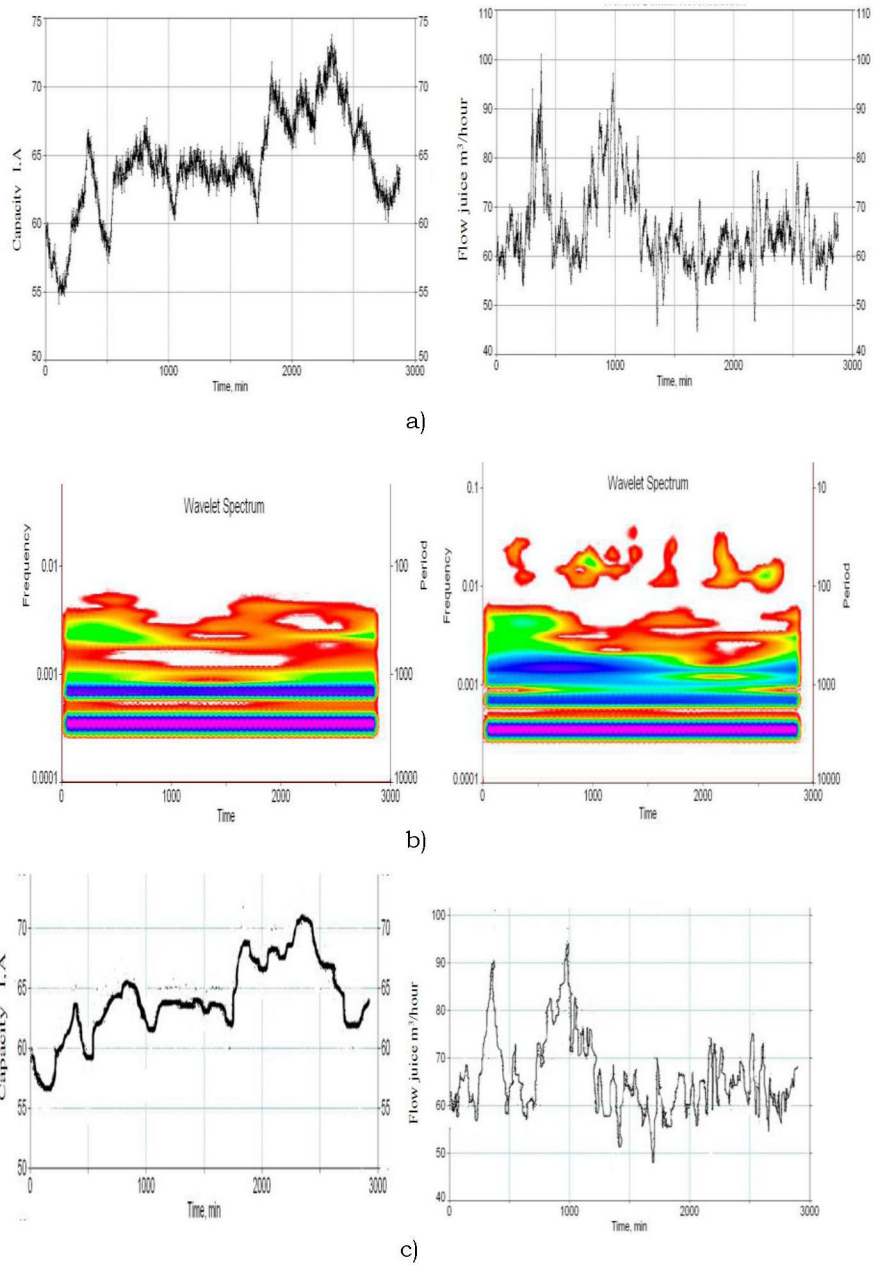 75 75
70 70
65 65
60 60
55 55
50 50
0 1000 2000 3000
Time, min
Capacity I.A
110 110
100 100
90 90
80 80
70 70
60 60
50 50
40 40
0 1000 2000 3000
Time, min
Flow juice m³/hour
a)
Wavelet Spectrum
Frequency
Period
0.01 100
0.001 1000
0.0001 10000
0 1000 2000 3000
Time
Wavelet Spectrum
Frequency
Period
0.1 10
0.01 100
0.001 1000
0.0001 10000
0 1000 2000 3000
Time
b)
70 70
65 65
60 60
55 55
50 50
0 1000 2000 3000
Time, min
Capacity I.A
100
90
80
70
60
50
40
0 1000 2000 3000
Time, min
Flow juice m³/hour
c)